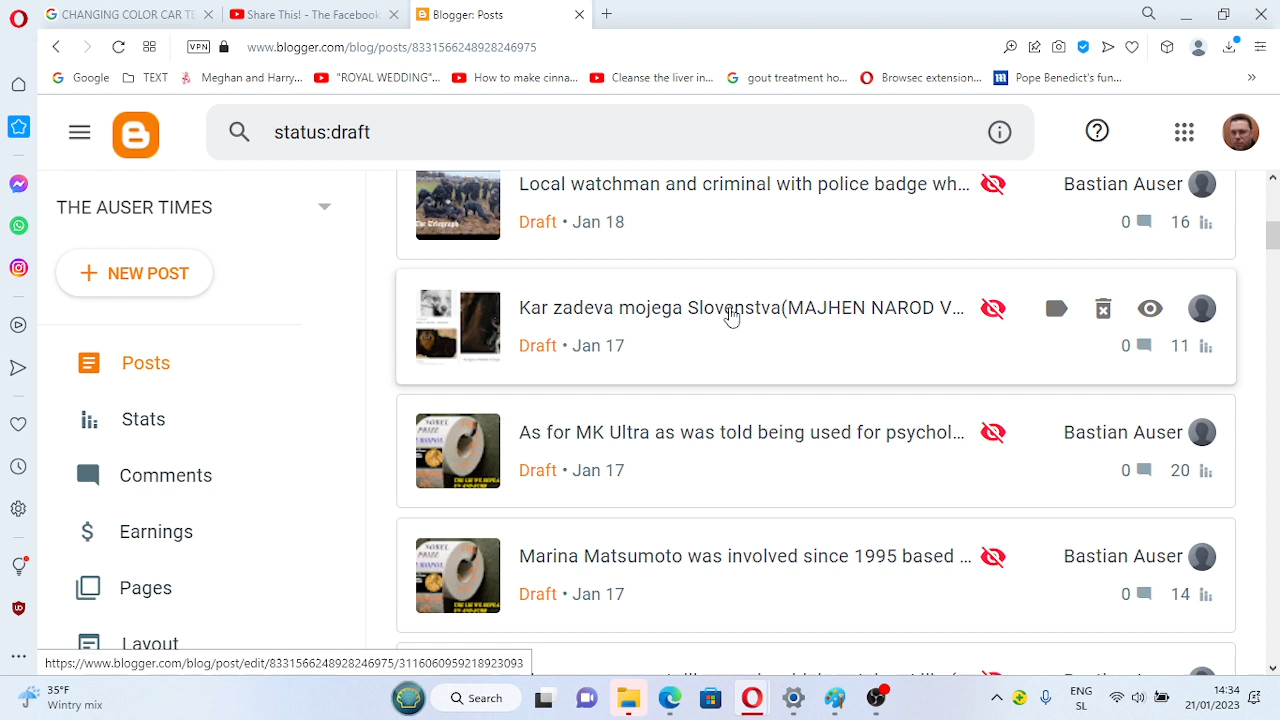 CHANGING COLOR CAR TE
Share This! - The Facebook
Blogger: Posts
VPN
www.blogger.com/blog/posts/8331566248928246975
Google
TEXT
Meghan and Harry...
"ROYAL WEDDING"...
How to make cinna...
Cleanse the liver in...
gout treatment ho...
Browsec extension...
Pope Benedict's fun...
status:draft
THE AUSER TIMES
NEW POST
Posts
Stats
Comments
Earnings
Pages
Layout
Local watchman and criminal with police badge wh...
Bastian Auser
Draft • Jan 18
0
16
The Telegraph
Kar zadeva mojega Slovenstva(MAJHEN NAROD V...
Draft • Jan 17
0
11
As for MK Ultra as was told being used for psychol...
Bastian Auser
Draft • Jan 17
0
20
Marina Matsumoto was involved since 1995 based ...
Bastian Auser
Draft • Jan 17
0
14
https://www.blogger.com/blog/post/edit/8331566248928246975/3116060959218923093
35°F
Wintry mix
Search
ENG
SL
14:34
21/01/2023